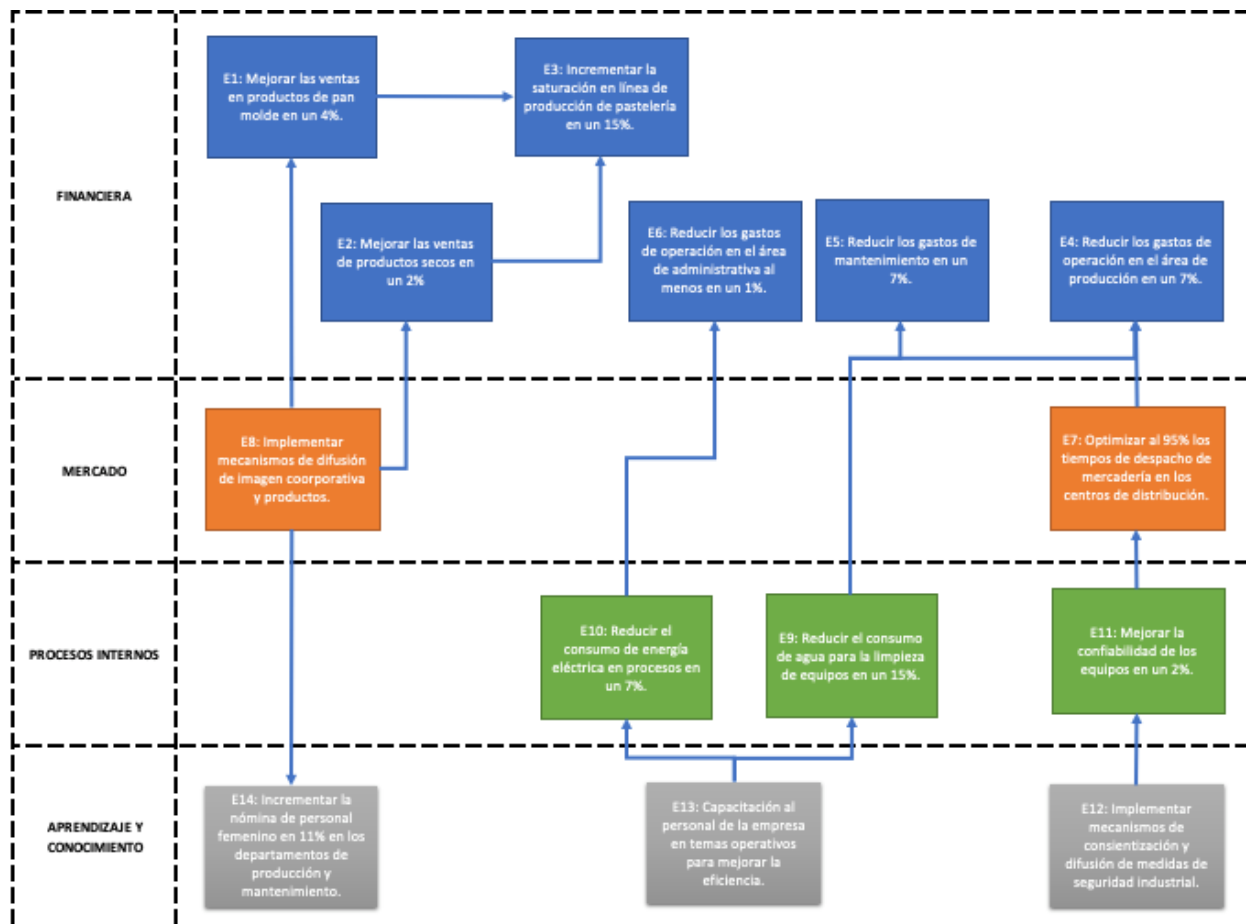 FINANCIERA
E1: Mejorar las ventas
en productos de pan
molde en un 4%.
E3: Incrementar la
saturación en línea de
producción de pastelería
en un 15%.
E2: Mejorar las ventas
de productos secos en
un 2%
E6: Reducir los gastos
de operación en el área
de administrativa al
menos en un 1%.
E5: Reducir los gastos de
mantenimiento en un
7%.
E4: Reducir los gastos de
operación en el área de
producción en un 7%.
MERCADO
E8: Implementar
mecanismos de difusión
de imagen coorporativa
y productos.
E7: Optimizar al 95% los
tiempos de despacho de
mercadería en los
centros de distribución.
PROCESOS INTERNOS
E10: Reducir el
consumo de energía
eléctrica en procesos en
un 7%.
E9: Reducir el consumo
de agua para la limpieza
de equipos en un 15%.
E11: Mejorar la
confiabilidad de los
equipos en un 2%.
APRENDIZAJE Y
CONOCIMIENTO
E14: Incrementar la
nómina de personal
femenino en 11% en los
departamentos de
producción y
mantenimiento.
E13: Capacitación al
personal de la empresa
en temas operativos
para mejorar la
eficiencia.
E12: Implementar
mecanismos de
consientización y
difusión de medidas de
seguridad industrial.